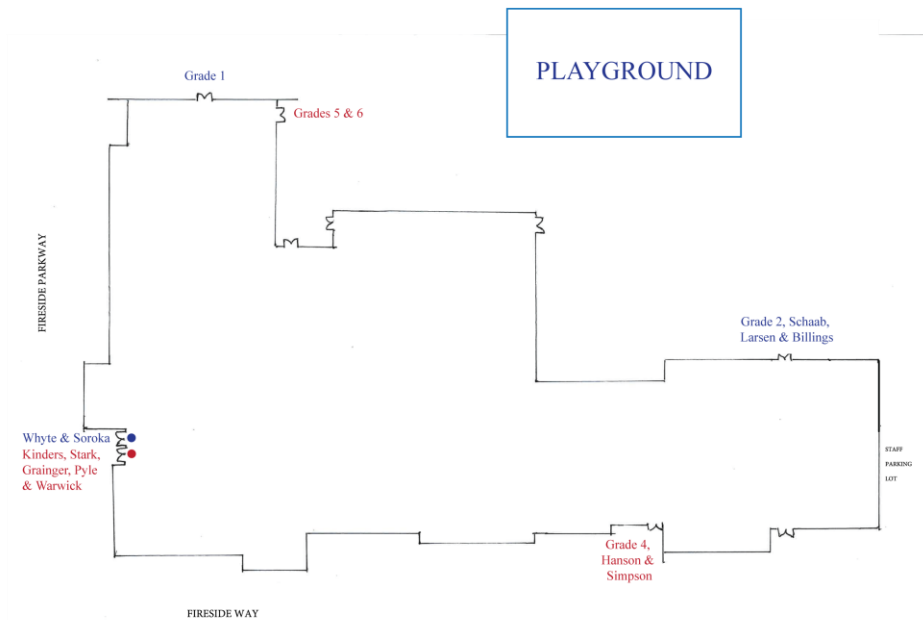 PLAYGROUND
Grade 1
Grades 5 & 6
FIRESIDE PARKWAY
Grade 2, Schaab,
Larsen & Billings
Whyte & Soroka
Kinders, Stark,
Grainger, Pyle
& Warwick
STAFF
PARKING
LOT
Grade 4,
Hanson &
Simpson
FIRESIDE WAY